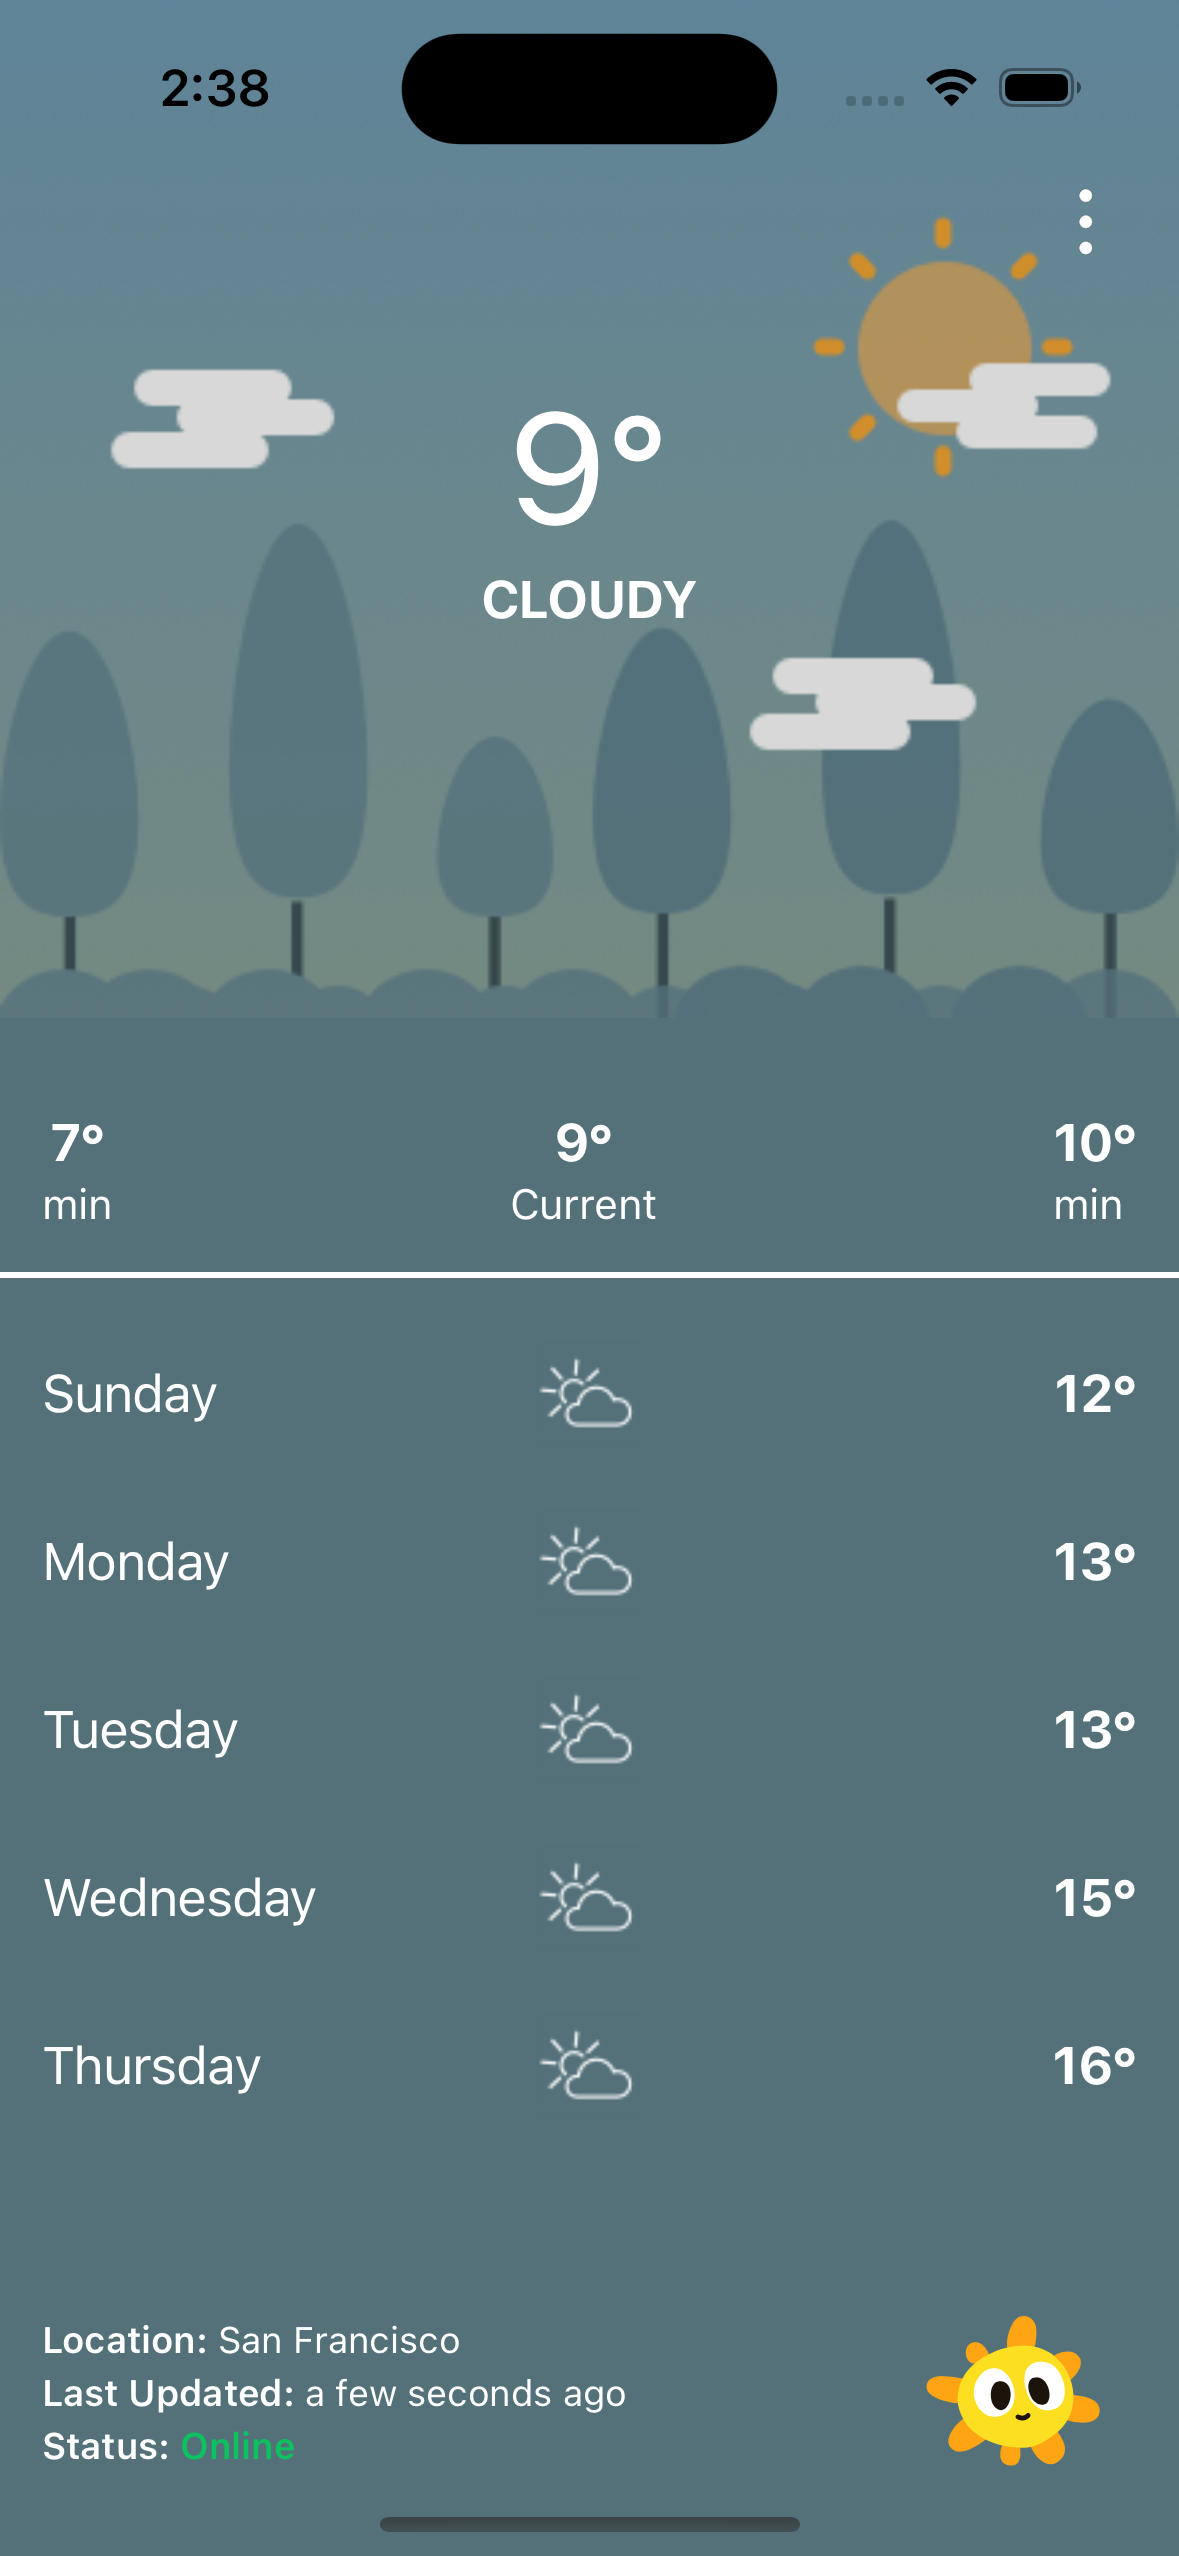 2:38
9°
CLOUDY
7° 9° 10°
min Current min
Sunday 12°
Monday 13°
Tuesday 13°
Wednesday 15°
Thursday 16°
Location: San Francisco
Last Updated: a few seconds ago
Status: Online